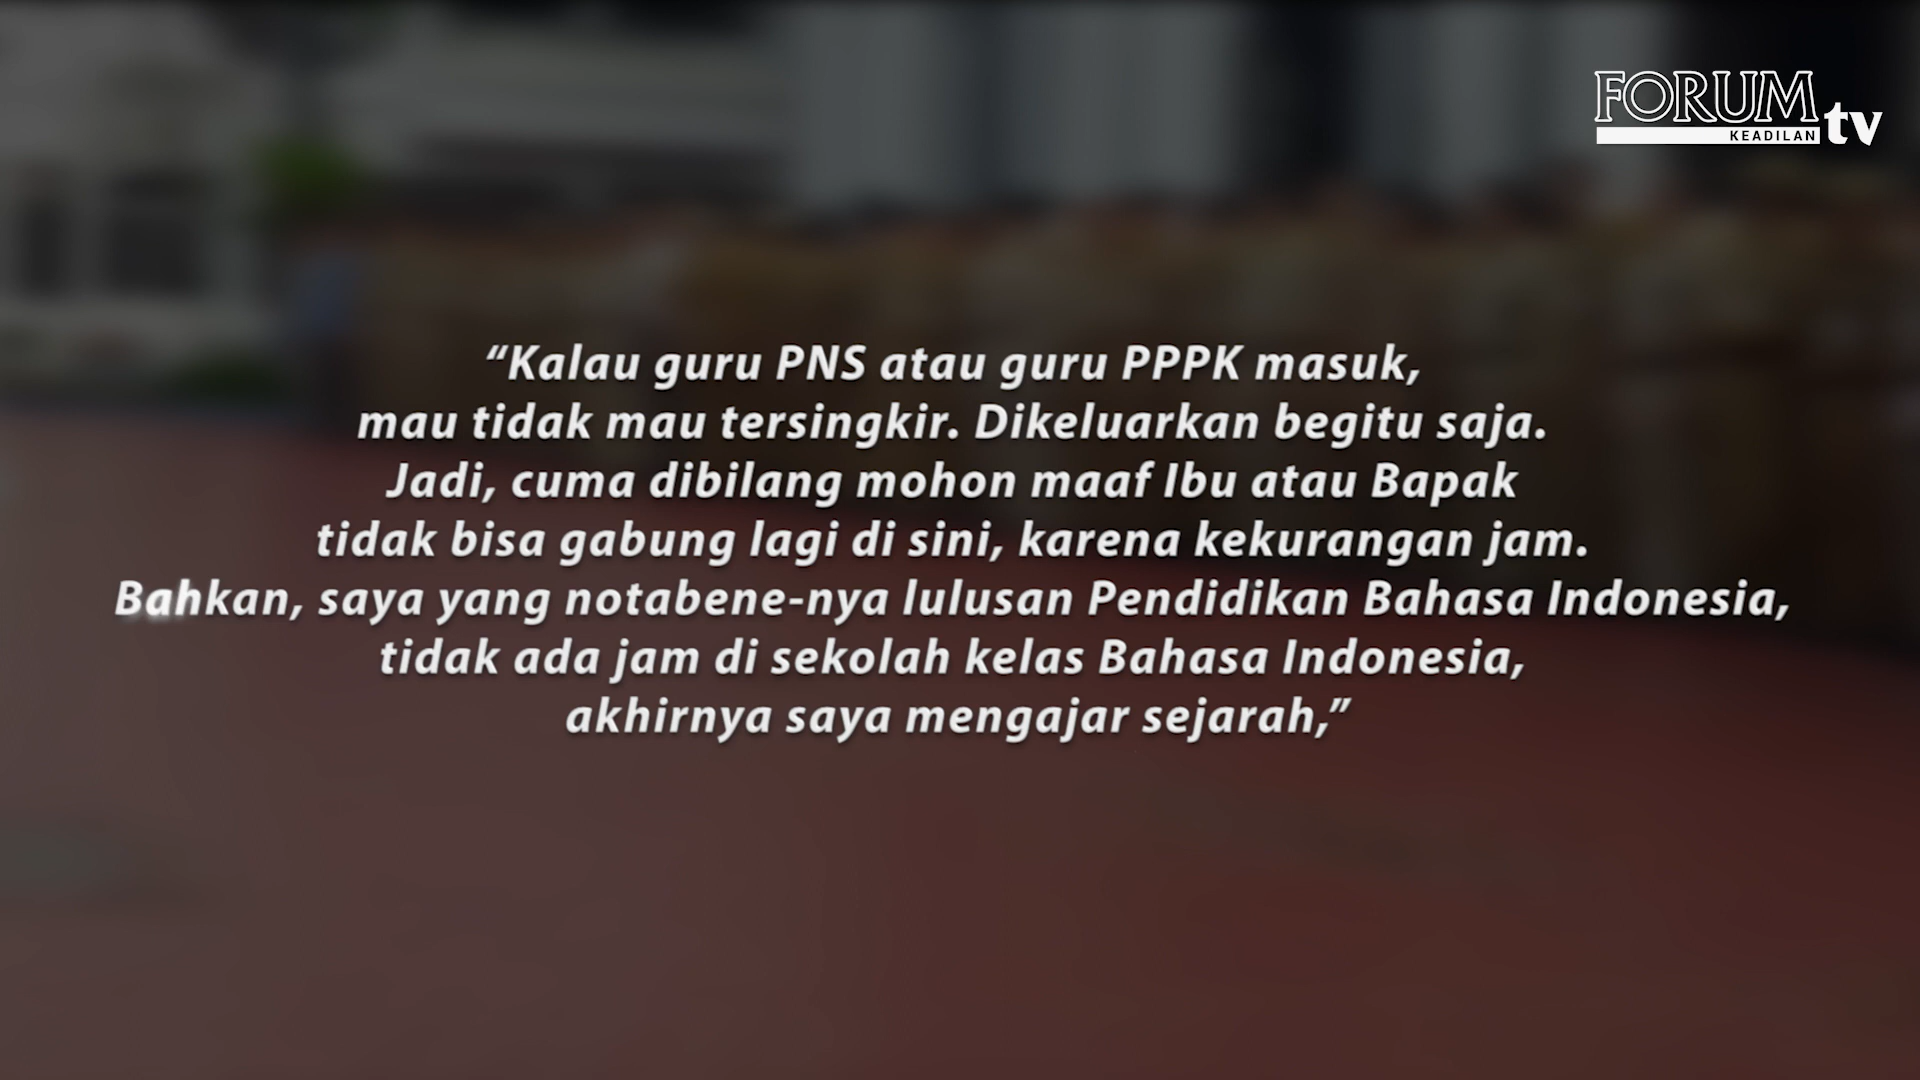 FORUM
KEADILAN tv
“Kalau guru PNS atau guru PPPK masuk,
mau tidak mau tersingkir. Dikeluarkan begitu saja.
Jadi, cuma dibilang mohon maaf Ibu atau Bapak
tidak bisa gabung lagi di sini, karena kekurangan jam.
Bahkan, saya yang notabene-nya lulusan Pendidikan Bahasa Indonesia,
tidak ada jam di sekolah kelas Bahasa Indonesia,
akhirnya saya mengajar sejarah,”